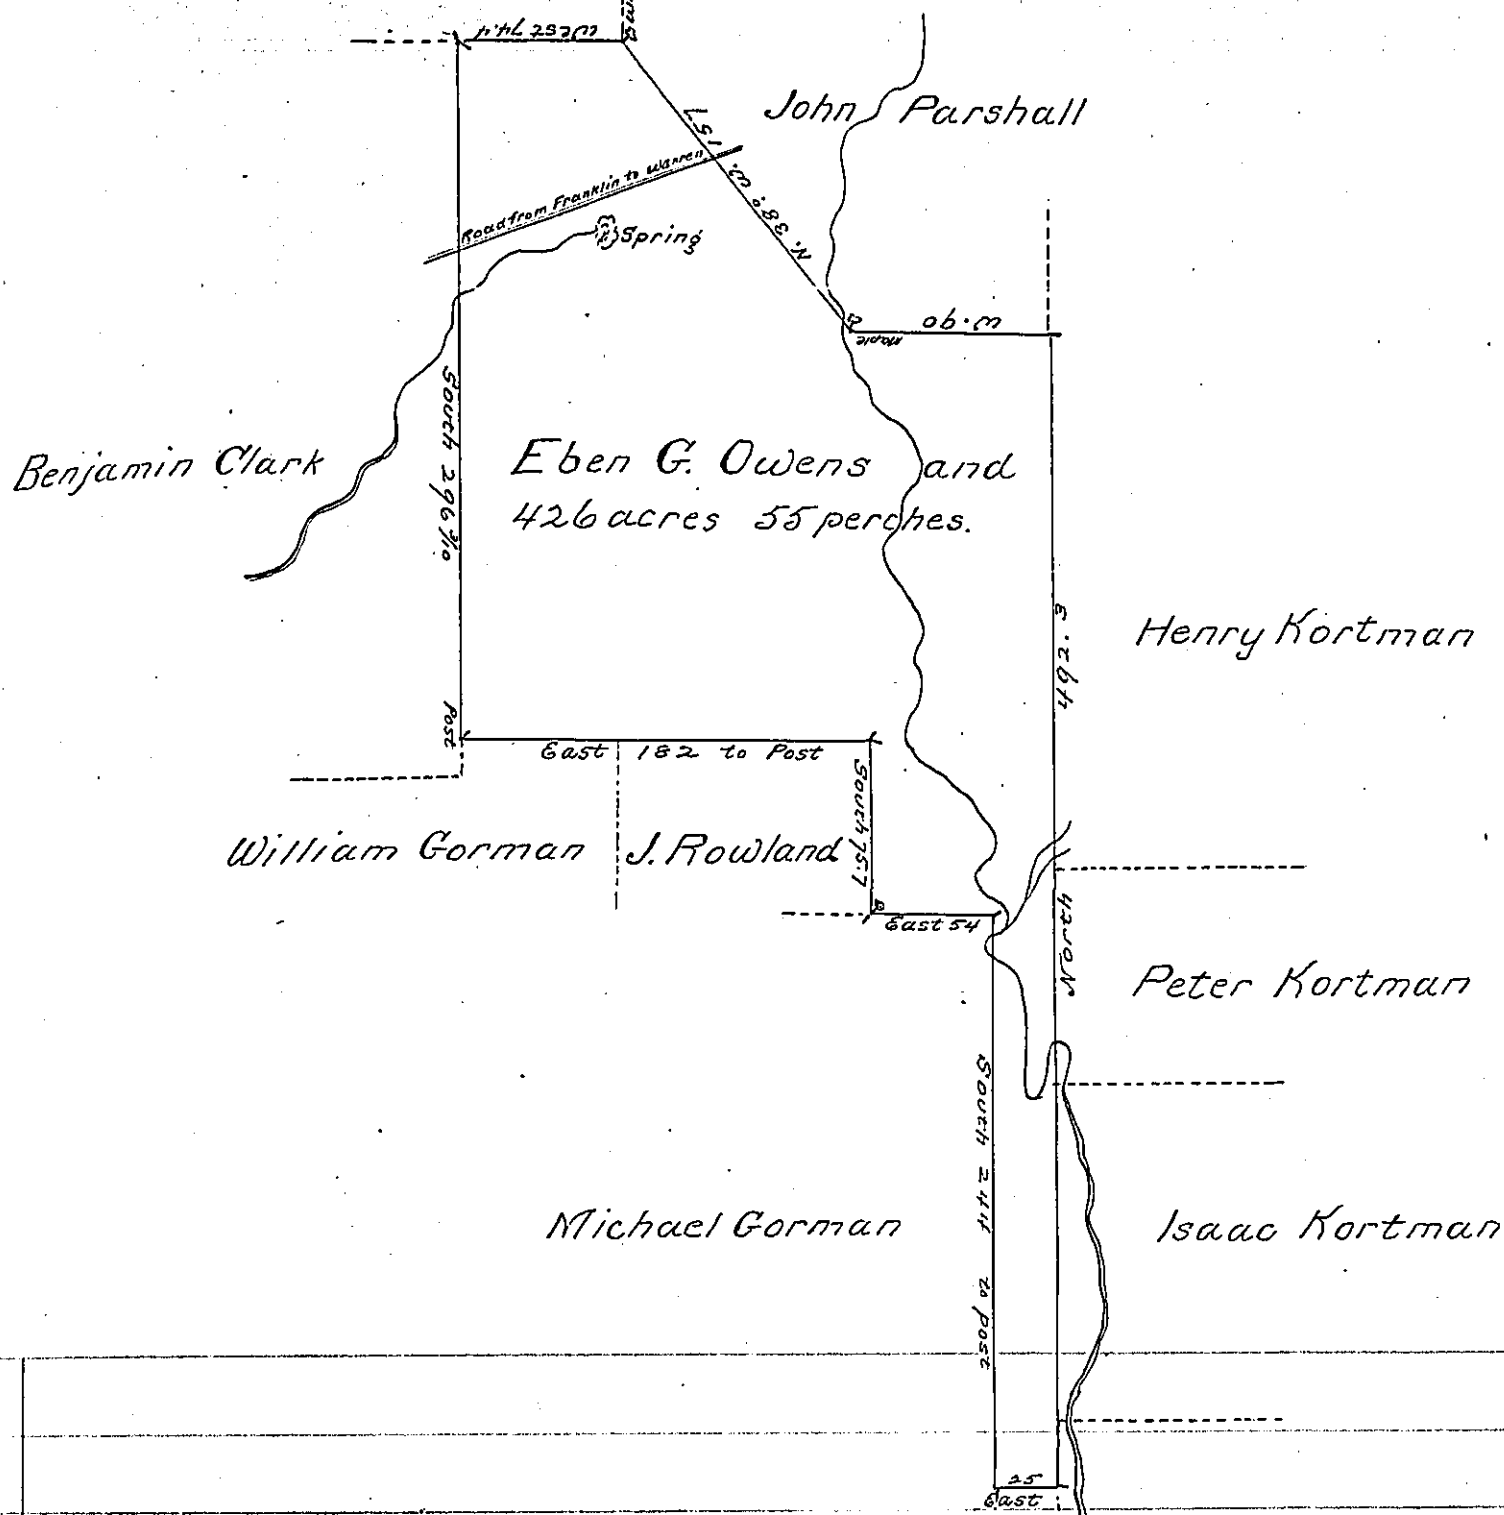 West 74.4
John Parshall
157
N. 38°. W.
Road from Franklin to Warren
Spring
W. 90
Maple
South 296 2/10
Benjamin Clark
Eben G. Owens and
426 acres 55 perches.
Henry Kortman
492.3
Post
East 182 to Post
South 75.7
William Gorman
J. Rowland
East 54
North
Peter Kortman
South 244 to post
Michael Gorman
Isaac Kortman
25
East